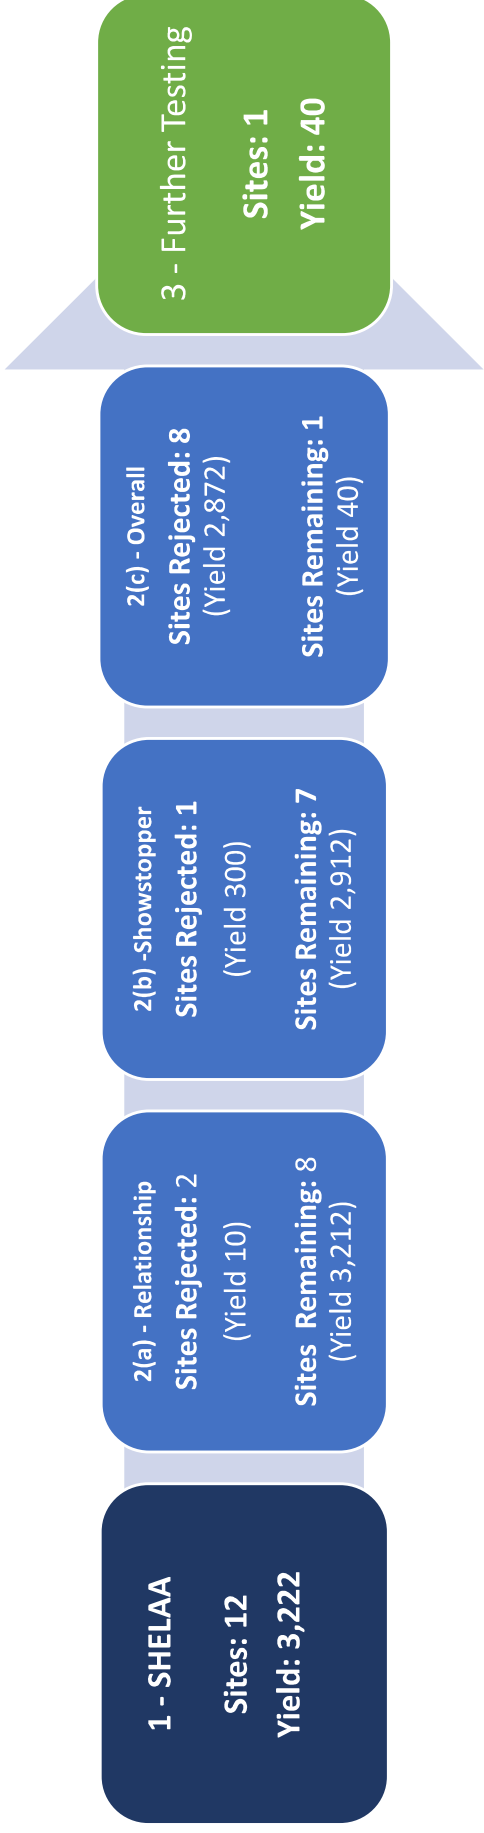 1 - SHELAA
Sites: 12
Yield: 3,222
2(a) - Relationship
Sites Rejected: 2
(Yield 10)
Sites Remaining: 8
(Yield 3,212)
2(b) -Showstopper
Sites Rejected: 1
(Yield 300)
Sites Remaining: 7
(Yield 2,912)
2(c) - Overall
Sites Rejected: 8
(Yield 2,872)
Sites Remaining: 1
(Yield 40)
3 - Further Testing
Sites: 1
Yield: 40